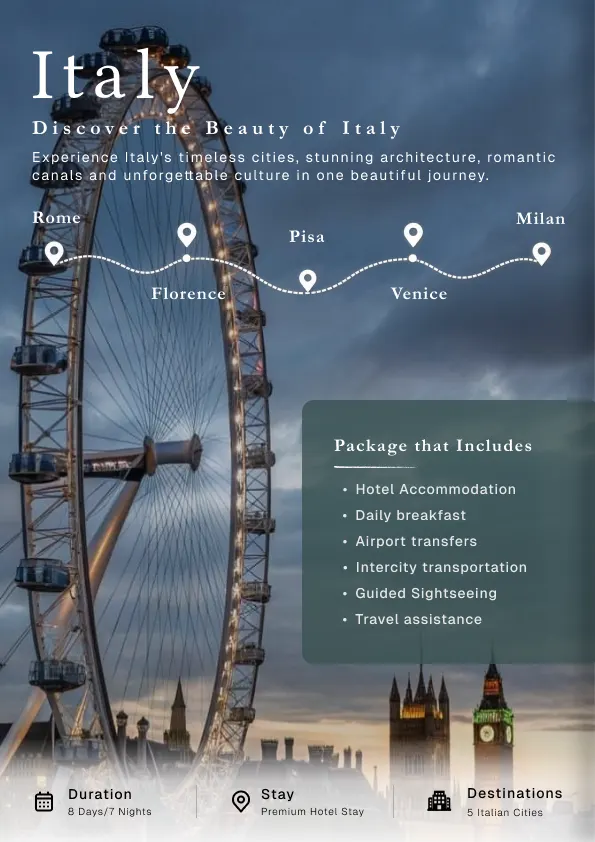 Italy
Discover the Beauty of Italy
Experience Italy's timeless cities, stunning architecture, romantic
canals and unforgettable culture in one beautiful journey.
Rome
Florence
Pisa
Venice
Milan
Package that Includes
• Hotel Accommodation
• Daily breakfast
• Airport transfers
• Intercity transportation
• Guided Sightseeing
• Travel assistance
Duration
8 Days/7 Nights
Stay
Premium Hotel Stay
Destinations
5 Italian Cities